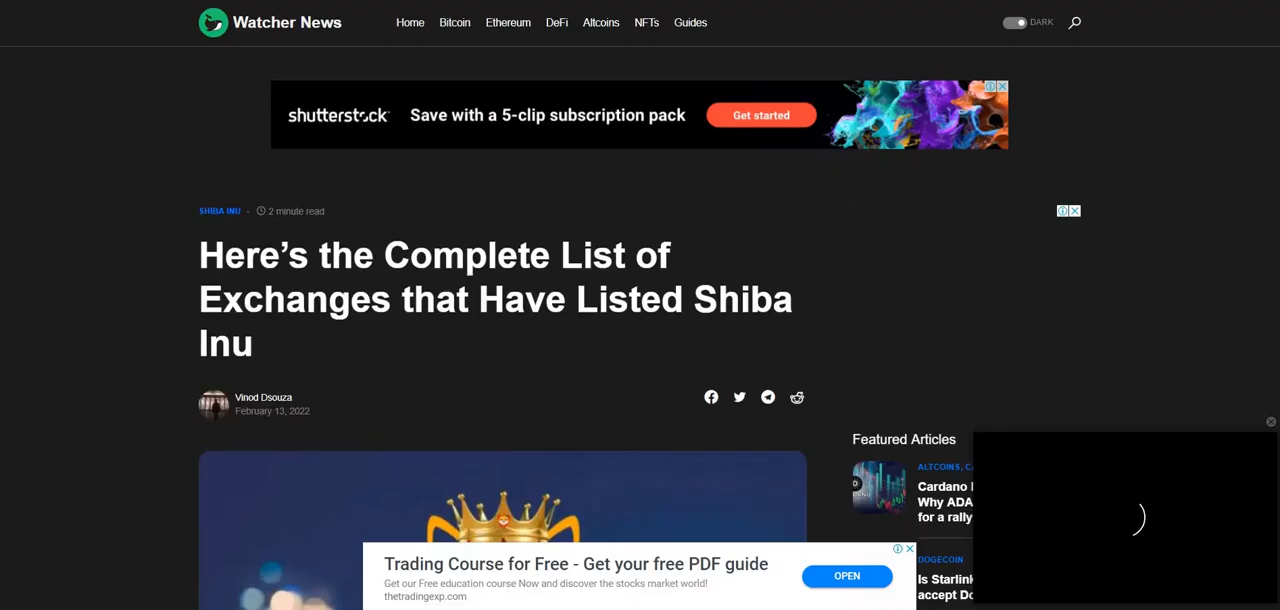 Watcher News
Home Bitcoin Ethereum DeFi Altcoins NFTs Guides
DARK
shutterstock Save with a 5-clip subscription pack Get started
SHIBA INU · 2 minute read
Here’s the Complete List of
Exchanges that Have Listed Shiba
Inu
Vinod Dsouza
February 13, 2022
Featured Articles
ALTCOINS,
Cardano
Why ADA
for a rally
DOGECOIN
Is Starlink
accept
Trading Course for Free - Get your free PDF guide
Get our Free education course Now and discover the stocks market world!
thetradingexp.com
OPEN